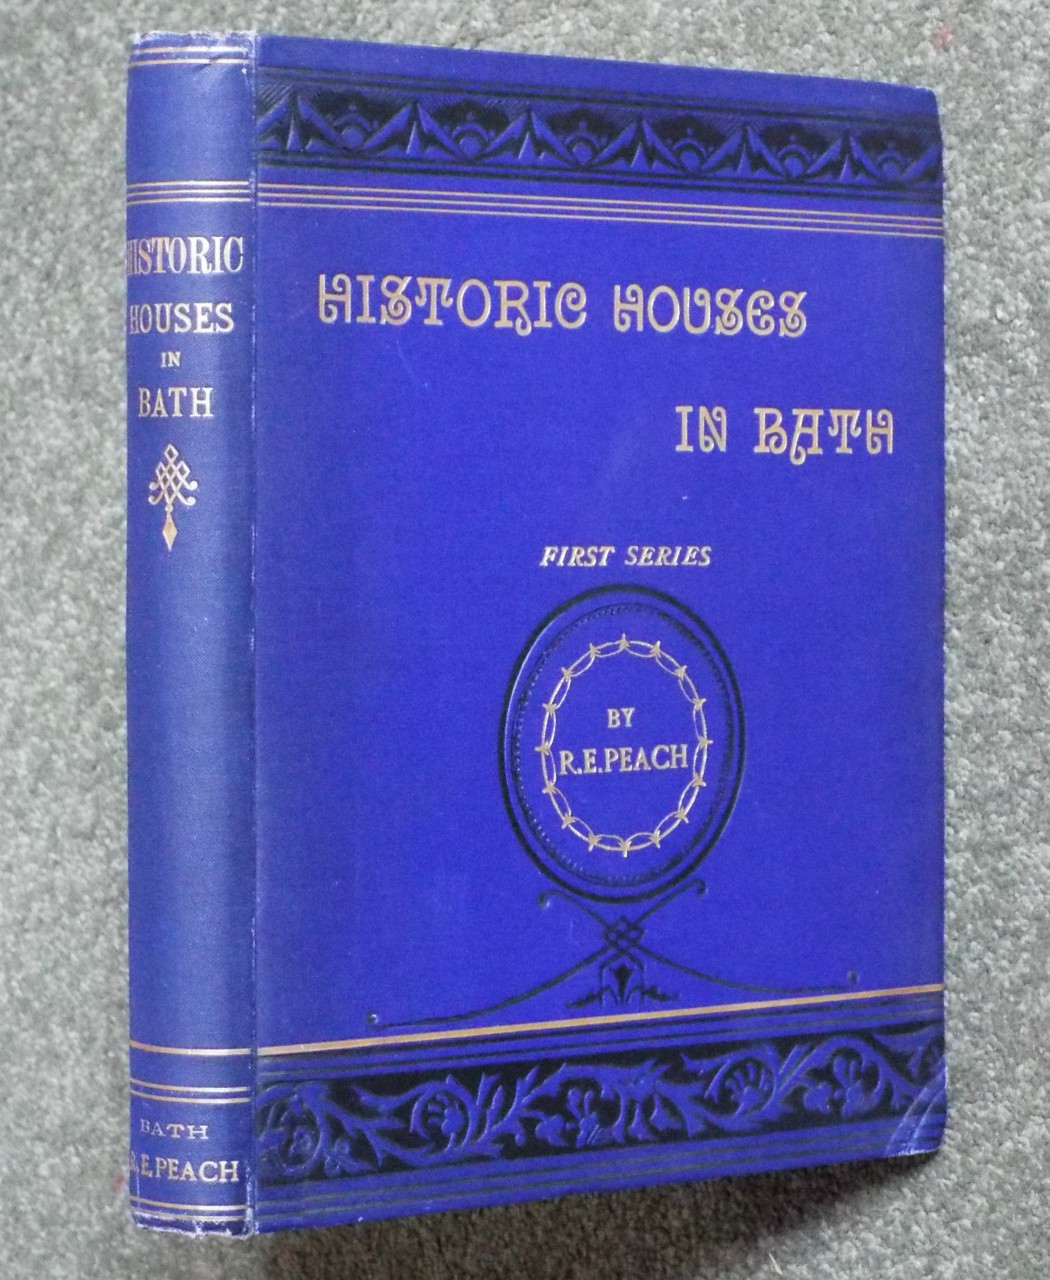 HISTORIC
HOUSES
IN
BATH
BATH
R.E.PEACH
HISTORIC HOUSES
IN BATH
FIRST SERIES
BY
R.E.PEACH